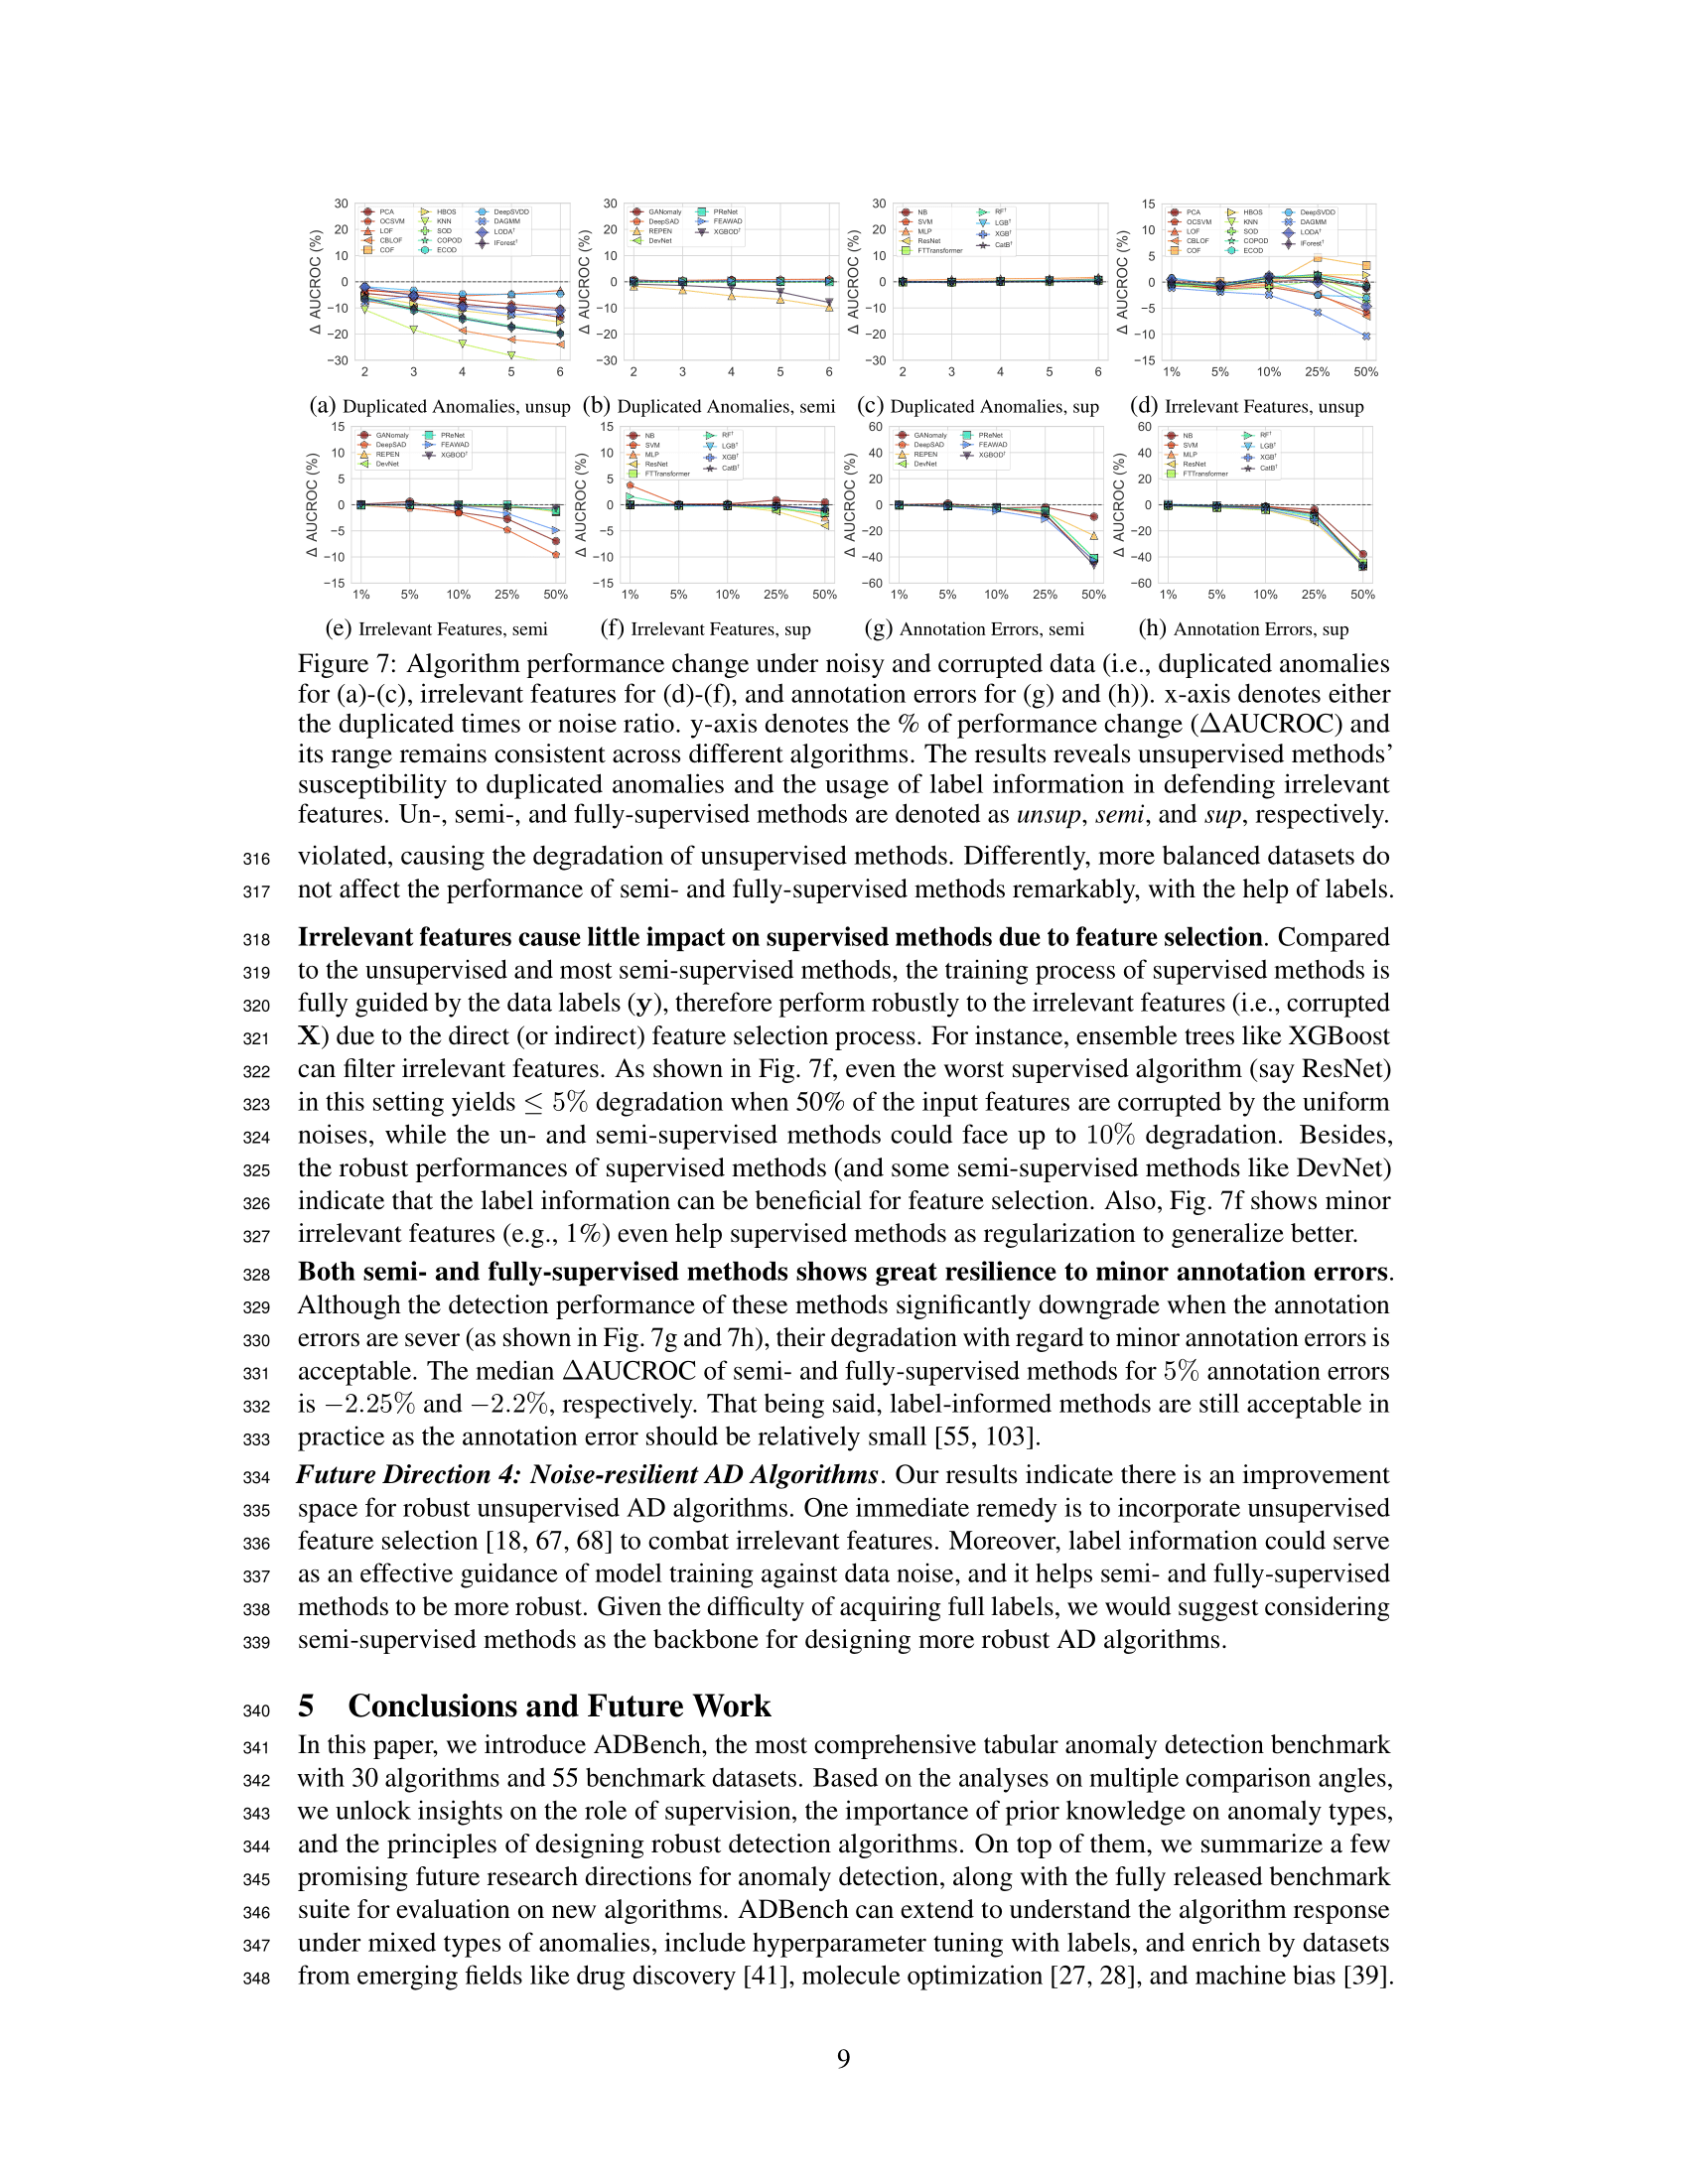 30
20
10
0
−10
−20
−30
Δ AUCROC (%)
PCA
OCSVM
LOF
CBLOF
COF
HBOS
KNN
SOD
COPOD
ECOD
DeepSVDD
DAGMM
LODA†
IForest†
2 3 4 5 6
(a) Duplicated Anomalies, unsup
30
20
10
0
−10
−20
−30
Δ AUCROC (%)
GANomaly
DeepSAD
REPEN
DevNet
PReNet
FEAWAD
XGBOD†
2 3 4 5 6
(b) Duplicated Anomalies, semi
30
20
10
0
−10
−20
−30
Δ AUCROC (%)
NB
SVM
MLP
ResNet
FTTransformer
RF†
LGB†
XGB†
CatB†
2 3 4 5 6
(c) Duplicated Anomalies, sup
15
10
5
0
−5
−10
−15
Δ AUCROC (%)
PCA
OCSVM
LOF
CBLOF
COF
HBOS
KNN
SOD
COPOD
ECOD
DeepSVDD
DAGMM
LODA†
IForest†
1% 5% 10% 25% 50%
(d) Irrelevant Features, unsup
15
10
5
0
−5
−10
−15
Δ AUCROC (%)
GANomaly
DeepSAD
REPEN
DevNet
PReNet
FEAWAD
XGBOD†
1% 5% 10% 25% 50%
(e) Irrelevant Features, semi
15
10
5
0
−5
−10
−15
Δ AUCROC (%)
NB
SVM
MLP
ResNet
FTTransformer
RF†
LGB†
XGB†
CatB†
1% 5% 10% 25% 50%
(f) Irrelevant Features, sup
60
40
20
0
−20
−40
−60
Δ AUCROC (%)
GANomaly
DeepSAD
REPEN
DevNet
PReNet
FEAWAD
XGBOD†
1% 5% 10% 25% 50%
(g) Annotation Errors, semi
60
40
20
0
−20
−40
−60
Δ AUCROC (%)
NB
SVM
MLP
ResNet
FTTransformer
RF†
LGB†
XGB†
CatB†
1% 5% 10% 25% 50%
(h) Annotation Errors, sup
Figure 7: Algorithm performance change under noisy and corrupted data (i.e., duplicated anomalies
for (a)-(c), irrelevant features for (d)-(f), and annotation errors for (g) and (h)). x-axis denotes either
the duplicated times or noise ratio. y-axis denotes the % of performance change (ΔAUCROC) and
its range remains consistent across different algorithms. The results reveals unsupervised methods’
susceptibility to duplicated anomalies and the usage of label information in defending irrelevant
features. Un-, semi-, and fully-supervised methods are denoted as unsup, semi, and sup, respectively.
316 violated, causing the degradation of unsupervised methods. Differently, more balanced datasets do
317 not affect the performance of semi- and fully-supervised methods remarkably, with the help of labels.
318 Irrelevant features cause little impact on supervised methods due to feature selection. Compared
319 to the unsupervised and most semi-supervised methods, the training process of supervised methods is
320 fully guided by the data labels (y), therefore perform robustly to the irrelevant features (i.e., corrupted
321 X) due to the direct (or indirect) feature selection process. For instance, ensemble trees like XGBoost
322 can filter irrelevant features. As shown in Fig. 7f, even the worst supervised algorithm (say ResNet)
323 in this setting yields ≤ 5% degradation when 50% of the input features are corrupted by the uniform
324 noises, while the un- and semi-supervised methods could face up to 10% degradation. Besides,
325 the robust performances of supervised methods (and some semi-supervised methods like DevNet)
326 indicate that the label information can be beneficial for feature selection. Also, Fig. 7f shows minor
327 irrelevant features (e.g., 1%) even help supervised methods as regularization to generalize better.
328 Both semi- and fully-supervised methods shows great resilience to minor annotation errors.
329 Although the detection performance of these methods significantly downgrade when the annotation
330 errors are sever (as shown in Fig. 7g and 7h), their degradation with regard to minor annotation errors is
331 acceptable. The median ΔAUCROC of semi- and fully-supervised methods for 5% annotation errors
332 is −2.25% and −2.2%, respectively. That being said, label-informed methods are still acceptable in
333 practice as the annotation error should be relatively small [55, 103].
334 Future Direction 4: Noise-resilient AD Algorithms. Our results indicate there is an improvement
335 space for robust unsupervised AD algorithms. One immediate remedy is to incorporate unsupervised
336 feature selection [18, 67, 68] to combat irrelevant features. Moreover, label information could serve
337 as an effective guidance of model training against data noise, and it helps semi- and fully-supervised
338 methods to be more robust. Given the difficulty of acquiring full labels, we would suggest considering
339 semi-supervised methods as the backbone for designing more robust AD algorithms.
340 5 Conclusions and Future Work
341 In this paper, we introduce ADBench, the most comprehensive tabular anomaly detection benchmark
342 with 30 algorithms and 55 benchmark datasets. Based on the analyses on multiple comparison angles,
343 we unlock insights on the role of supervision, the importance of prior knowledge on anomaly types,
344 and the principles of designing robust detection algorithms. On top of them, we summarize a few
345 promising future research directions for anomaly detection, along with the fully released benchmark
346 suite for evaluation on new algorithms. ADBench can extend to understand the algorithm response
347 under mixed types of anomalies, include hyperparameter tuning with labels, and enrich by datasets
348 from emerging fields like drug discovery [41], molecule optimization [27, 28], and machine bias [39].
9